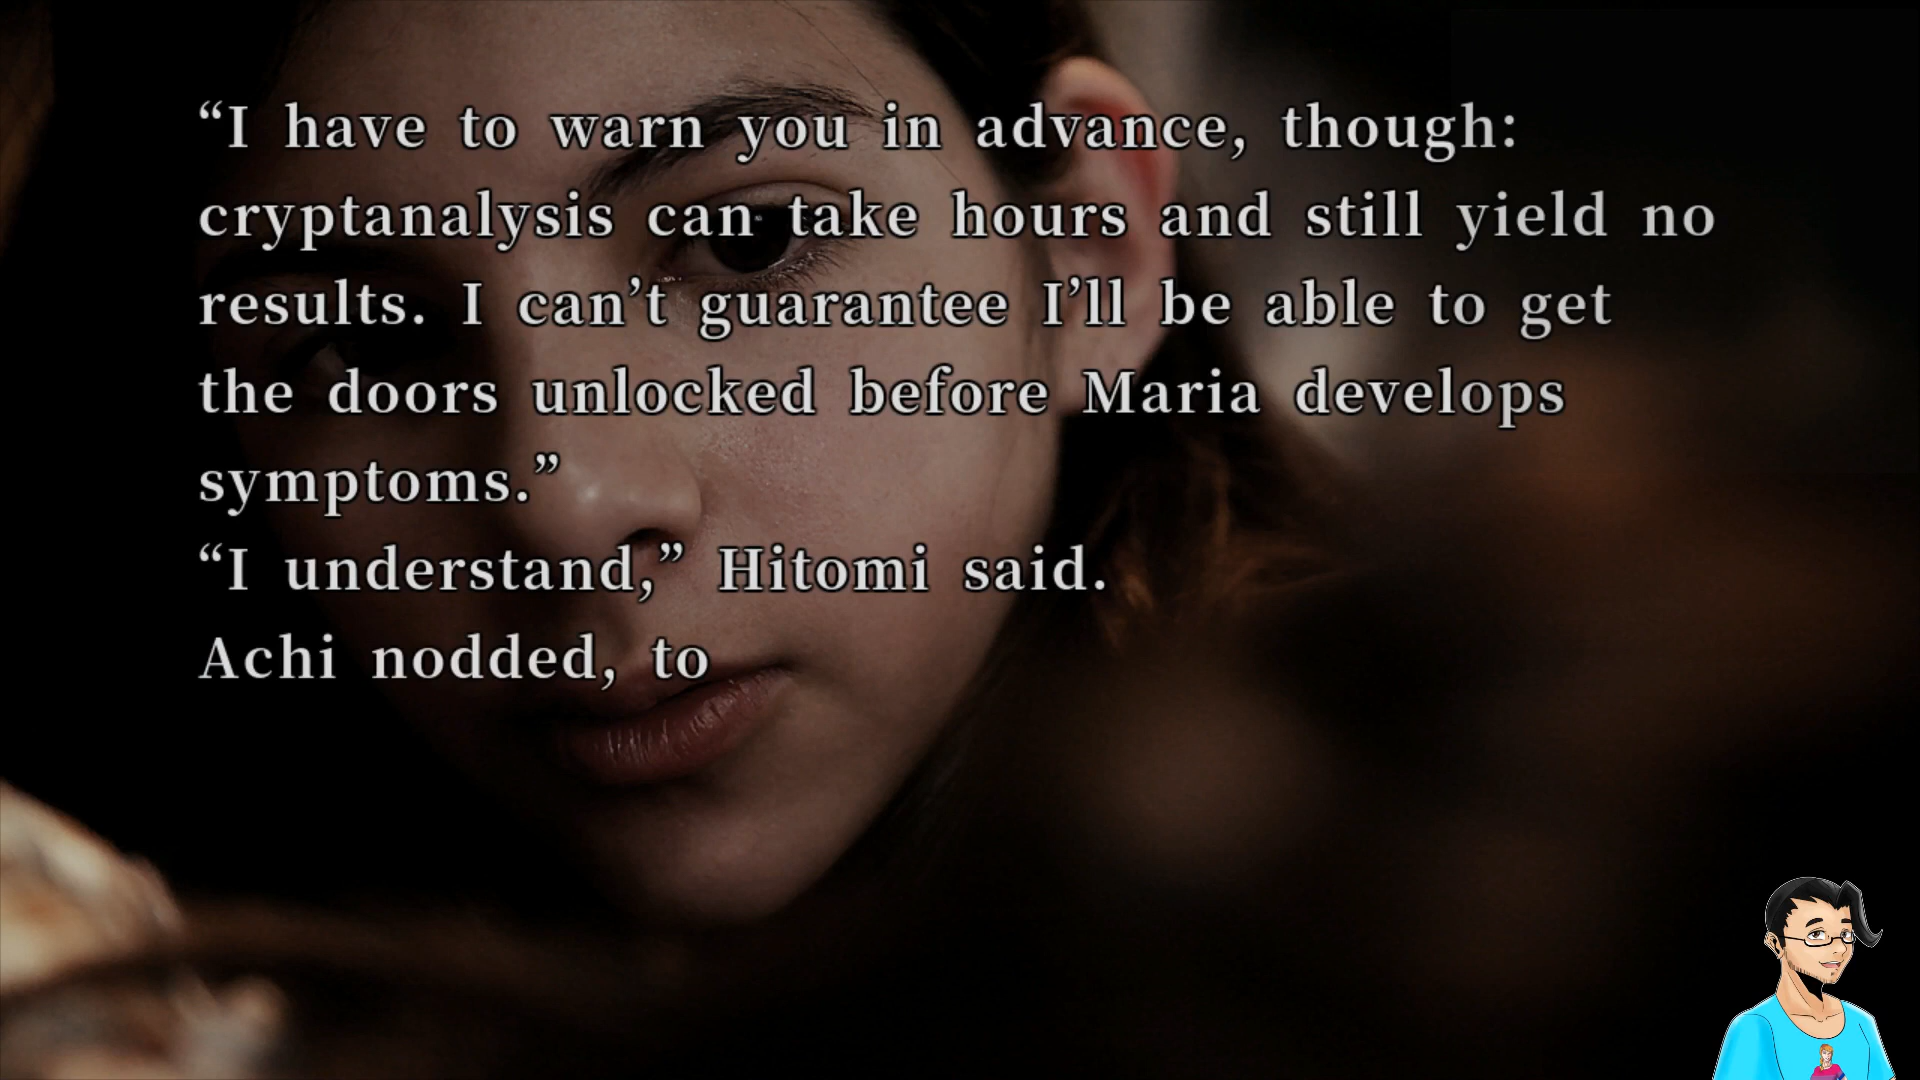 “I have to warn you in advance, though:
cryptanalysis can take hours and still yield no
results. I can’t guarantee I’ll be able to get
the doors unlocked before Maria develops
symptoms.”
“I understand,” Hitomi said.
Achi nodded, to